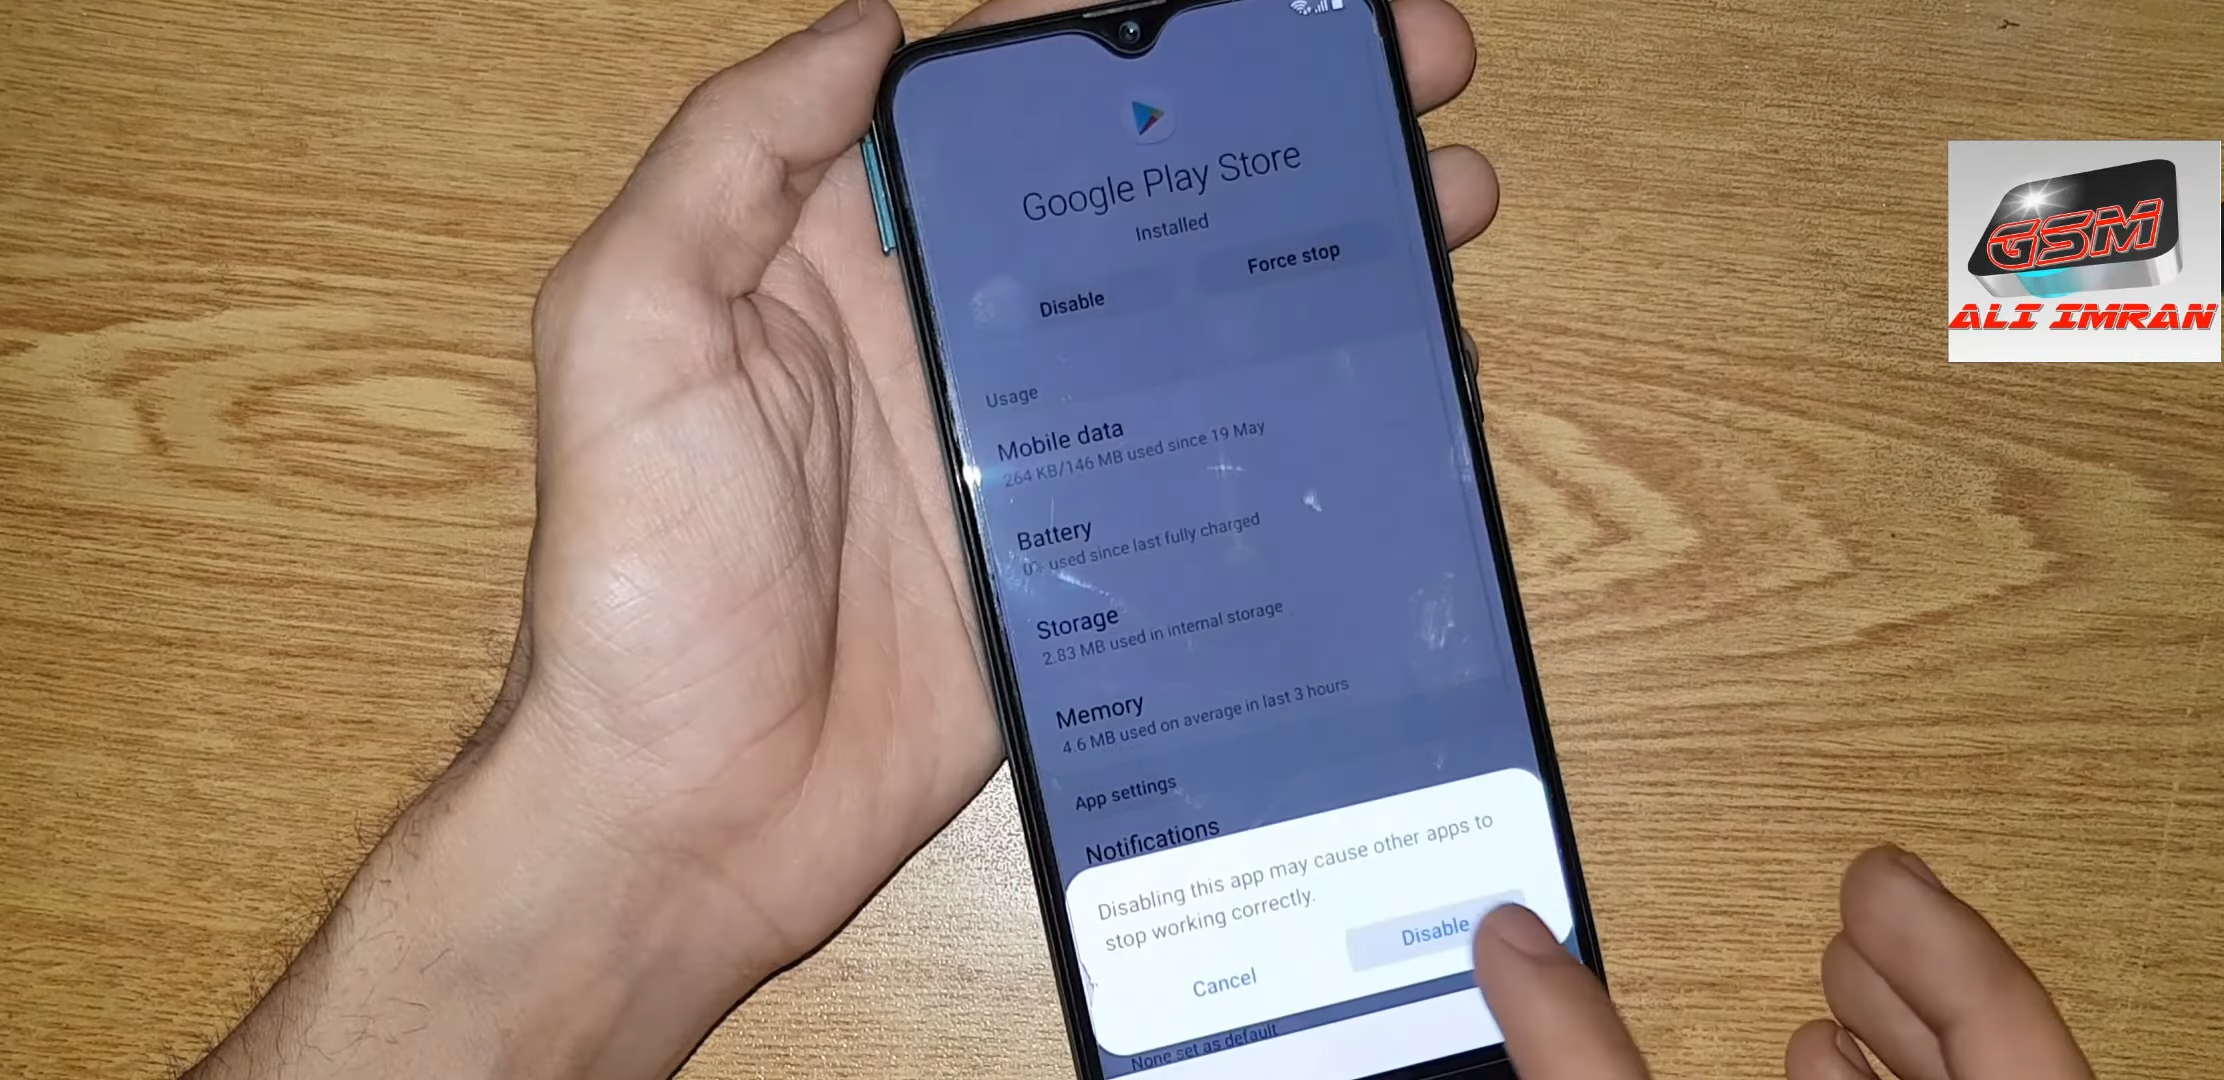 GSM
ALI IMRAN
Google Play Store
Installed
Disable
Force stop
Usage
Mobile data
264 KB/146 MB used since 19 May
Battery
0% used since last fully charged
Storage
2.83 MB used in internal storage
Memory
4.6 MB used on average in last 3 hours
App settings
Notifications
Disabling this app may cause other apps to
stop working correctly.
Cancel
Disable
None set as default